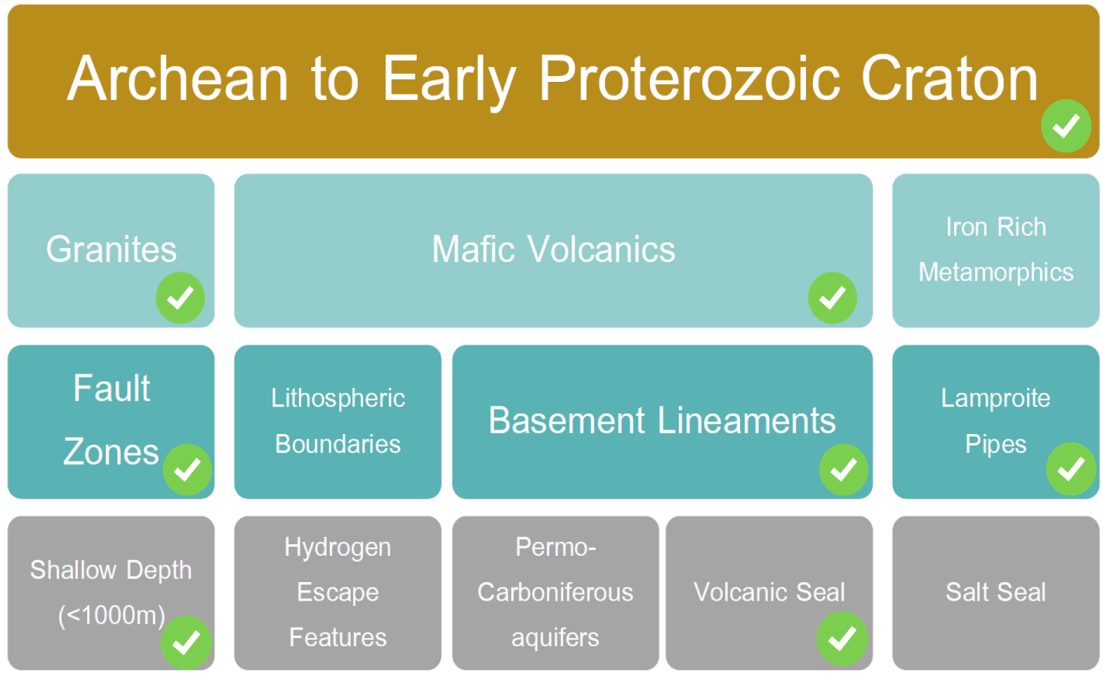 Archean to Early Proterozoic Craton
Granites
Mafic Volcanics
Iron Rich
Metamorphics
Fault
Zones
Lithospheric
Boundaries
Basement Lineaments
Lamproite
Pipes
Shallow Depth
(<1000m)
Hydrogen
Escape
Features
Permo-
Carboniferous
aquifers
Volcanic Seal
Salt Seal